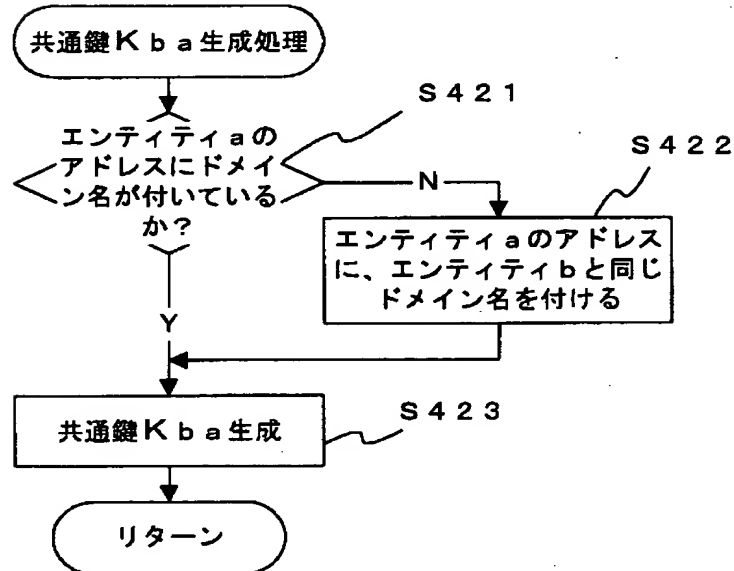 共通鍵Kba生成処理
S421
エンティティaの
アドレスにドメイ
ン名が付いている
か?
S422
N
エンティティaのアドレス
に、エンティティbと同じ
ドメイン名を付ける
Y
共通鍵Kba生成
S423
リターン